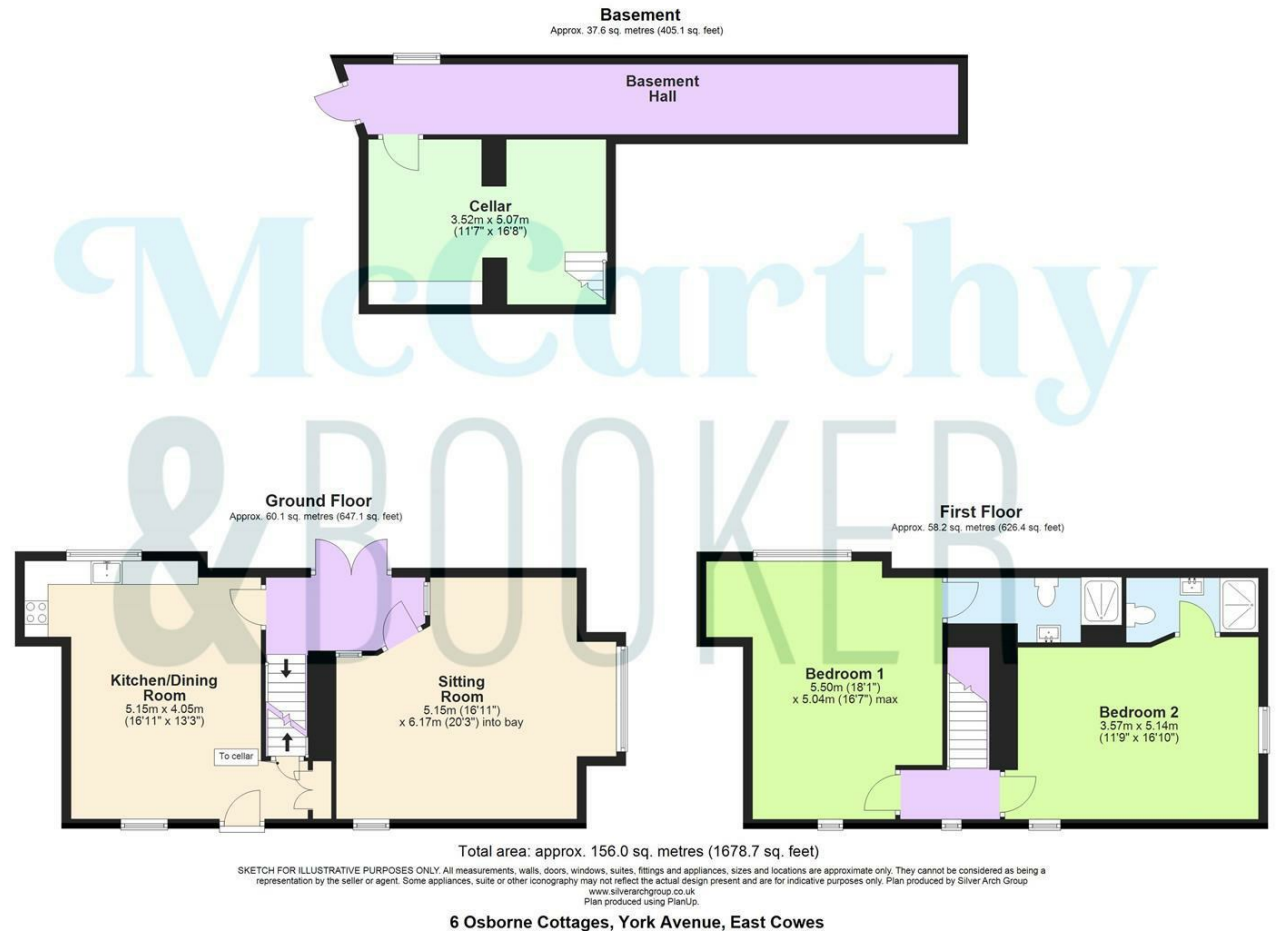 Basement
Approx. 37.6 sq. metres (405.1 sq. feet)
Basement
Hall
Cellar
3.52m x 5.07m
(11'7" x 16'8")
McCarthy
& BOOKER
Ground Floor
Approx. 60.1 sq. metres (647.1 sq. feet)
Kitchen/Dining
Room
5.15m x 4.05m
(16'11" x 13'3")
To cellar
Sitting
Room
5.15m (16'11")
x 6.17m (20'3") into bay
First Floor
Approx. 58.2 sq. metres (626.4 sq. feet)
Bedroom 1
5.50m (18'1")
x 5.04m (16'7") max
Bedroom 2
3.57m x 5.14m
(11'9" x 16'10")
Total area: approx. 156.0 sq. metres (1678.7 sq. feet)
SKETCH FOR ILLUSTRATIVE PURPOSES ONLY. All measurements, walls, doors, windows, suites, fittings and appliances, sizes and locations are approximate only. They cannot be considered as being a
representation by the seller or agent. Some appliances, suite or other iconography may not reflect the actual design present and are for indicative purposes only. Plan produced by Silver Arch Group
www.silverarchgroup.co.uk
Plan produced using PlanUp.
6 Osborne Cottages, York Avenue, East Cowes